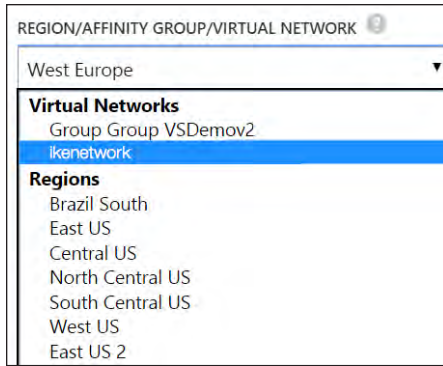 REGION/AFFINITY GROUP/VIRTUAL NETWORK
West Europe
Virtual Networks
Group Group VSDemov2
ikenetwork
Regions
Brazil South
East US
Central US
North Central US
South Central US
West US
East US 2